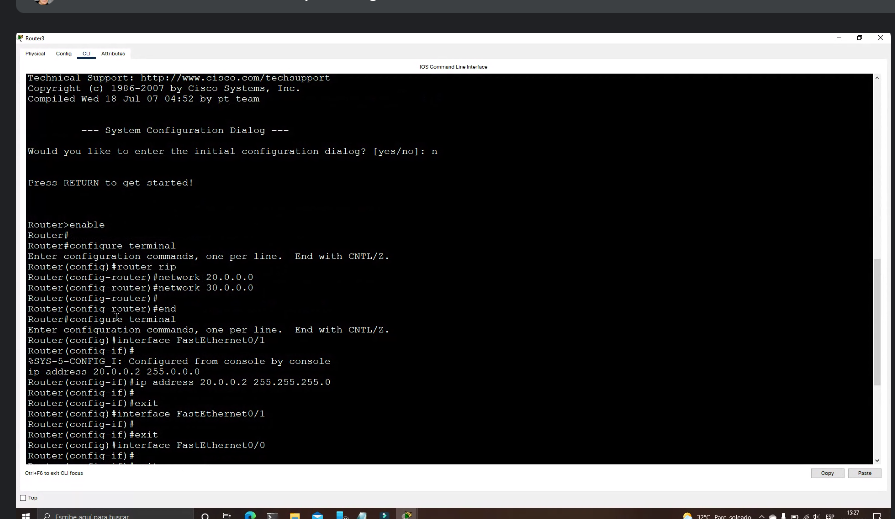 Router3
Physical Config CLI Attributes
IOS Command Line Interface
Technical Support: http://www.cisco.com/techsupport
Copyright (c) 1986-2007 by Cisco Systems, Inc.
Compiled Wed 18 Jul 07 04:52 by pt team
--- System Configuration Dialog ---
Would you like to enter the initial configuration dialog? [yes/no]: n
Press RETURN to get started!
Router>enable
Router#
Router#configure terminal
Enter configuration commands, one per line. End with CNTL/Z.
Router(config)#router rip
Router(config-router)#network 20.0.0.0
Router(config-router)#network 30.0.0.0
Router(config-router)#
Router(config-router)#end
Router#configure terminal
Enter configuration commands, one per line. End with CNTL/Z.
Router(config)#interface FastEthernet0/1
Router(config-if)#
%SYS-5-CONFIG_I: Configured from console by console
ip address 20.0.0.2 255.0.0.0
Router(config-if)#ip address 20.0.0.2 255.255.255.0
Router(config-if)#
Router(config-if)#exit
Router(config)#interface FastEthernet0/1
Router(config-if)#
Router(config-if)#exit
Router(config)#interface FastEthernet0/0
Router(config-if)#
Ctrl+F6 to exit CLI focus
Copy Paste
Top
Escribe aquí para buscar
32°C Parc. soleado
ESP
13:27